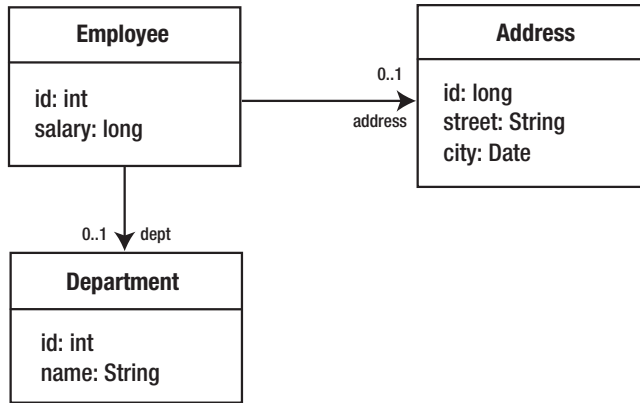 Employee
id: int
salary: long
0..1
address
Address
id: long
street: String
city: Date
0..1 dept
Department
id: int
name: String